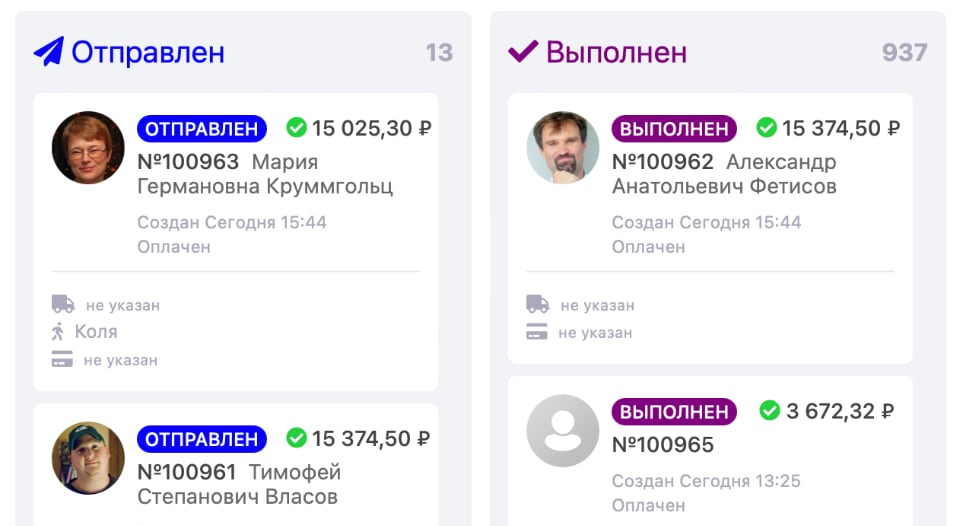 Отправлен 13
ОТПРАВЛЕН 15 025,30 ₽
№100963 Мария
Германовна Круммгольц
Создан Сегодня 15:44
Оплачен
не указан
Коля
не указан
ОТПРАВЛЕН 15 374,50 ₽
№100961 Тимофей
Степанович Власов
Выполнен 937
ВЫПОЛНЕН 15 374,50 ₽
№100962 Александр
Анатольевич Фетисов
Создан Сегодня 15:44
Оплачен
не указан
не указан
ВЫПОЛНЕН 3 672,32 ₽
№100965
Создан Сегодня 13:25
Оплачен